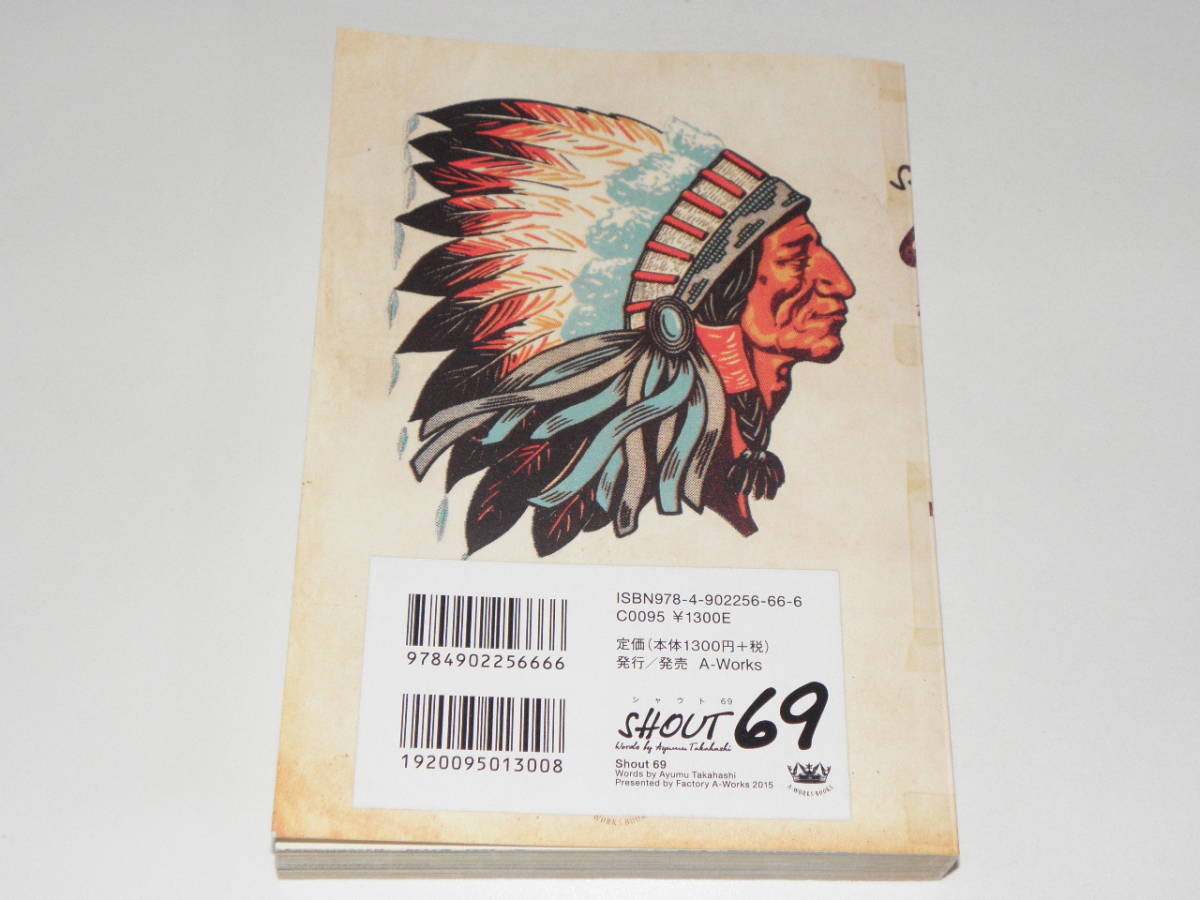 ISBN978-4-902256-66-6
C0095 ¥1300E
9784902256666
定価(本体1300円+税)
発行／発売 A-Works
1920095013008
シャウト 69
SHOUT 69
Words by Ayumu Takahashi
Shout 69
Words by Ayumu Takahashi
Presented by Factory A-Works 2015
A-WORKS BOOKS
WORKS BOOK